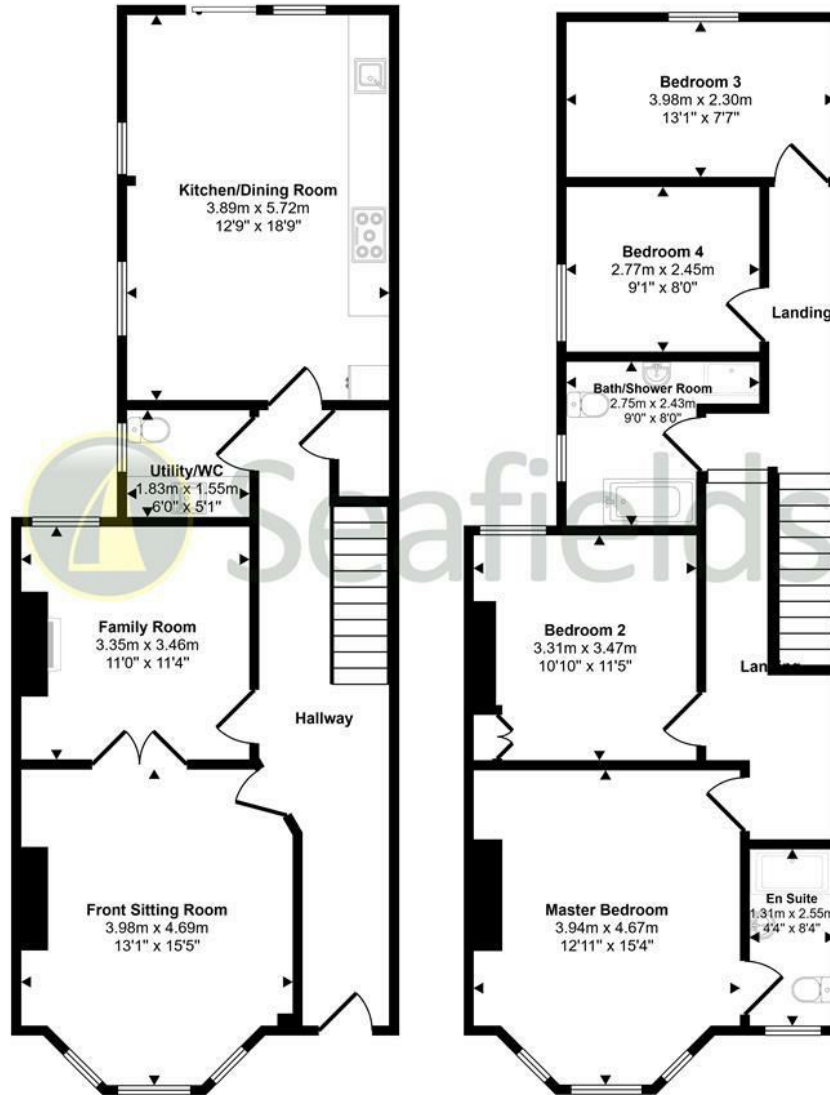 Kitchen/Dining Room
3.89m x 5.72m
12'9" x 18'9"
Utility/WC
1.83m x 1.55m
6'0" x 5'1"
Family Room
3.35m x 3.46m
11'0" x 11'4"
Hallway
Front Sitting Room
3.98m x 4.69m
13'1" x 15'5"
Bedroom 3
3.98m x 2.30m
13'1" x 7'7"
Bedroom 4
2.77m x 2.45m
9'1" x 8'0"
Landing
Bath/Shower Room
2.75m x 2.43m
9'0" x 8'0"
Bedroom 2
3.31m x 3.47m
10'10" x 11'5"
Landing
Master Bedroom
3.94m x 4.67m
12'11" x 15'4"
En Suite
1.31m x 2.55m
4'4" x 8'4"
Seafields